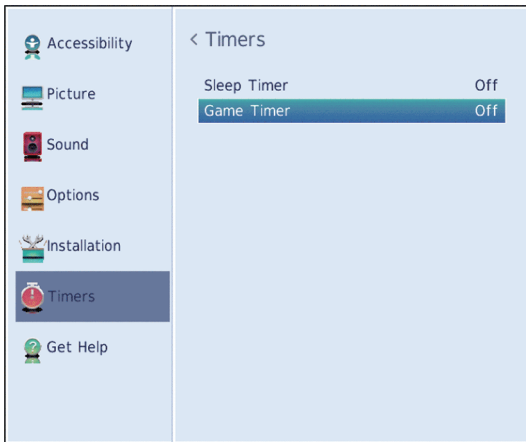 Accessibility
Picture
Sound
Options
Installation
Timers
Get Help
< Timers
Sleep Timer Off
Game Timer Off